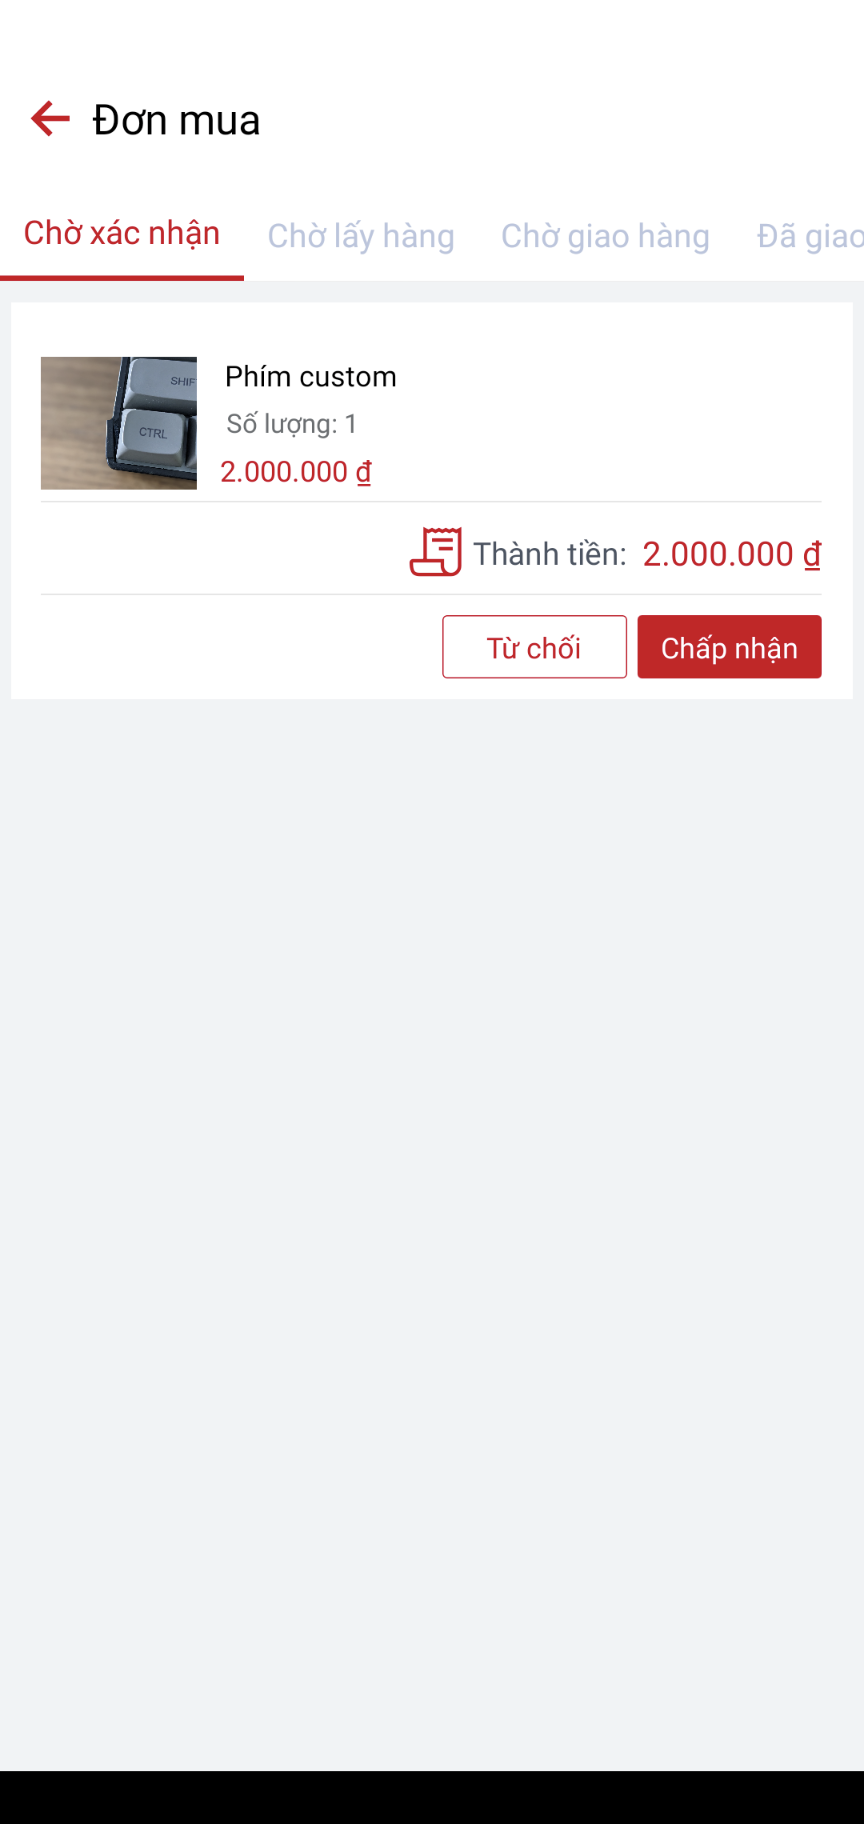 Đơn mua
Chờ xác nhận Chờ lấy hàng Chờ giao hàng Đã giao
SHIF
CTRL
Phím custom
Số lượng: 1
2.000.000 ₫
Thành tiền: 2.000.000 ₫
Từ chối Chấp nhận